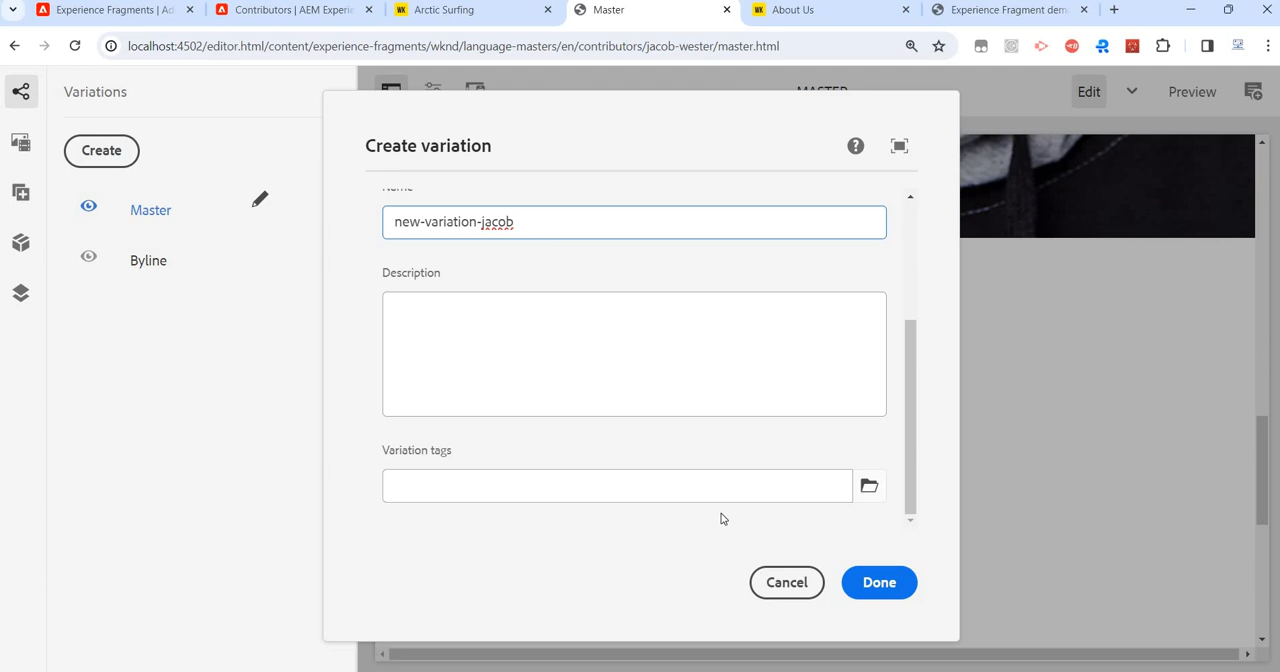 Experience Fragments | Ad
Contributors | AEM Experie
Arctic Surfing
Master
About Us
Experience Fragment dem
localhost:4502/editor.html/content/experience-fragments/wknd/language-masters/en/contributors/jacob-wester/master.html
Variations
MASTER
Edit
Preview
Create
Master
Byline
Create variation
Name
new-variation-jacob
Description
Variation tags
Cancel
Done